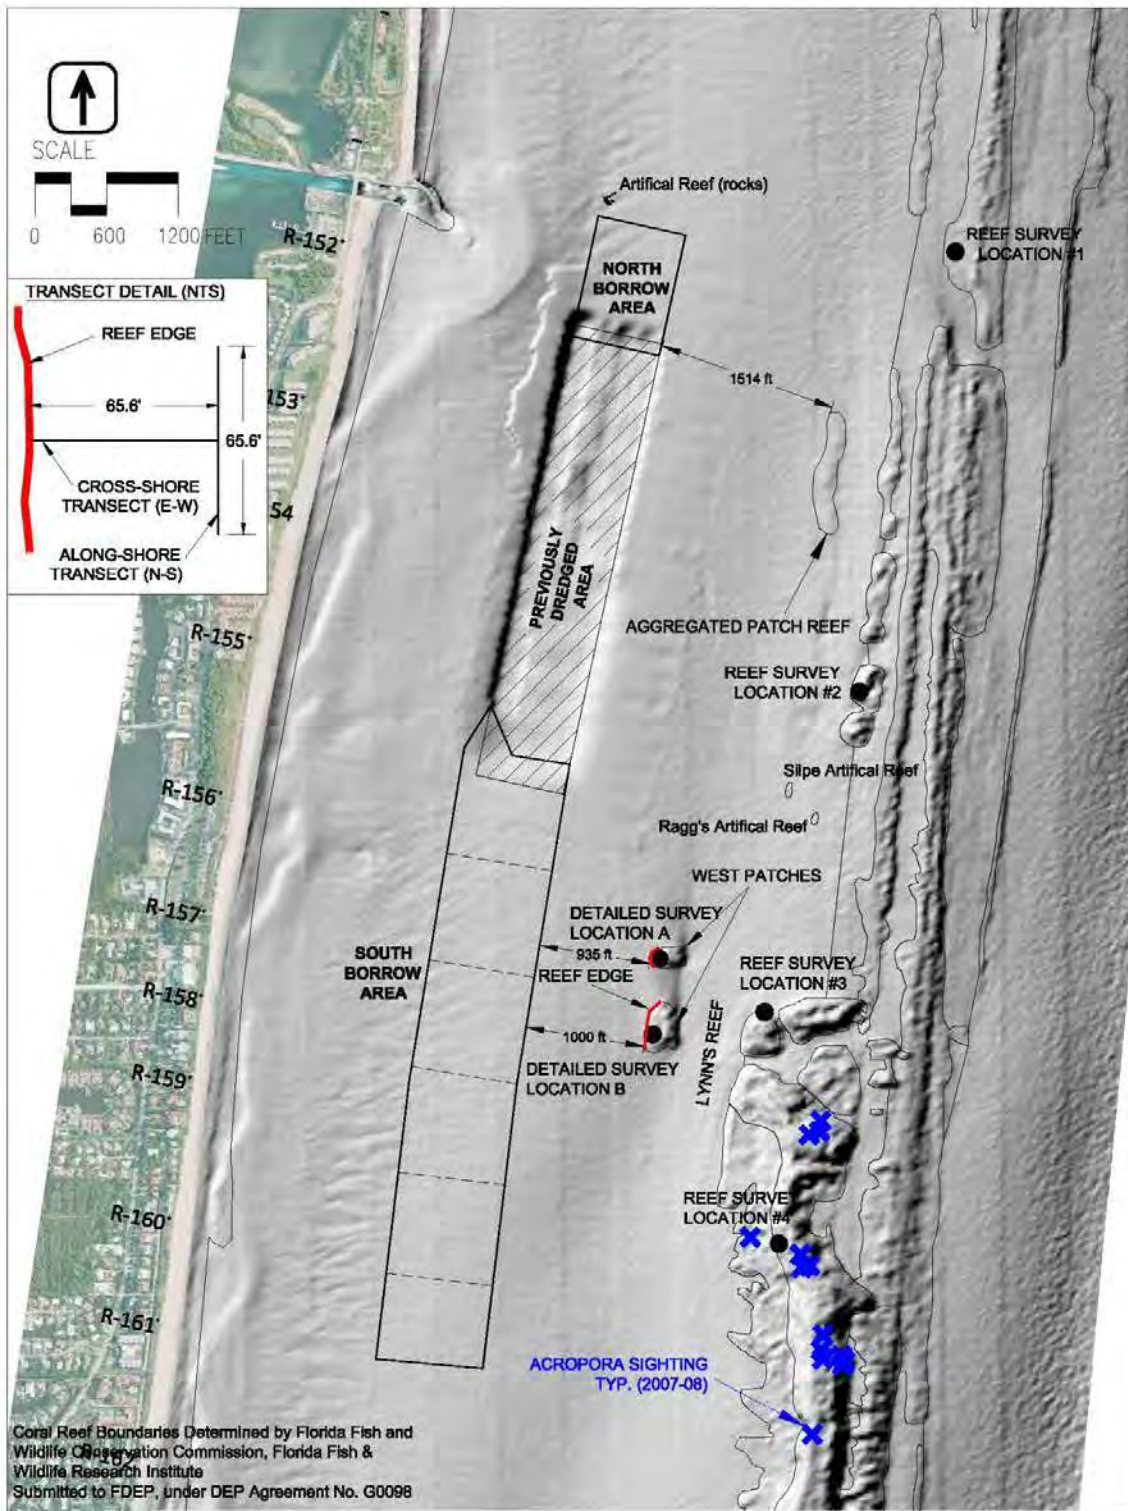 SCALE
0 600 1200 FEET
Artifical Reef (rocks)
R-152
REEF SURVEY
LOCATION #1
NORTH
BORROW
AREA
TRANSECT DETAIL (NTS)
REEF EDGE
65.6'
65.6'
CROSS-SHORE
TRANSECT (E-W)
ALONG-SHORE
TRANSECT (N-S)
153
54
1514 ft
PREVIOUSLY
DREDGED
AREA
AGGREGATED PATCH REEF
R-155
REEF SURVEY
LOCATION #2
Silpe Artifical Reef
R-156
Ragg's Artifical Reef
WEST PATCHES
R-157
DETAILED SURVEY
LOCATION A
935 ft
SOUTH
BORROW
AREA
REEF EDGE
REEF SURVEY
LOCATION #3
R-158
1000 ft
LYNN'S REEF
DETAILED SURVEY
LOCATION B
R-159
REEF SURVEY
LOCATION #4
R-160
R-161
ACROPORA SIGHTING
TYP. (2007-08)
Coral Reef Boundaries Determined by Florida Fish and
Wildlife Conservation Commission, Florida Fish &
R-162
Wildlife Research Institute
Submitted to FDEP, under DEP Agreement No. G0098